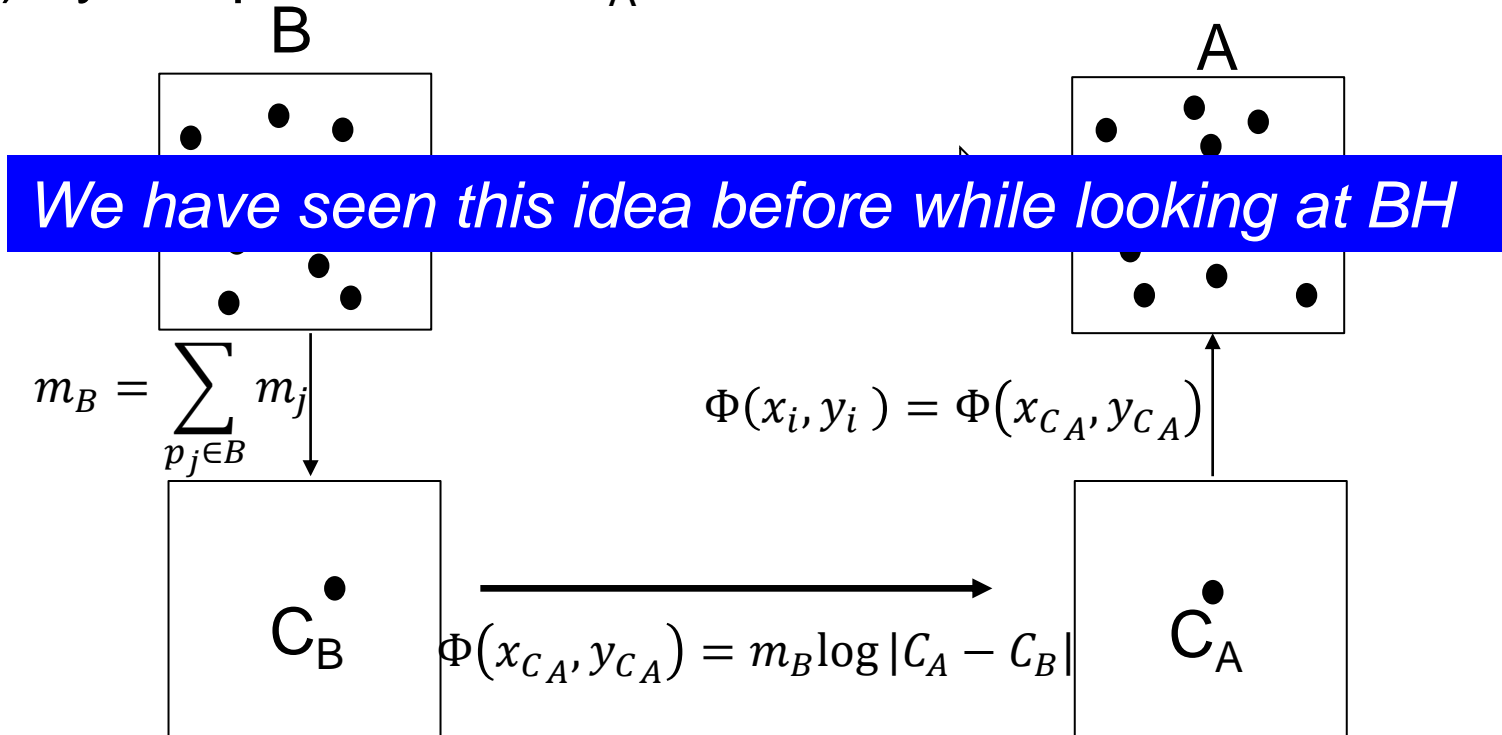 B
A
We have seen this idea before while looking at BH
m_B = ∑_{p_j∈B} m_j
Φ(x_i, y_i ) = Φ(x_{C_A}, y_{C_A})
C_B
Φ(x_{C_A}, y_{C_A}) = m_B log |C_A − C_B|
C_A